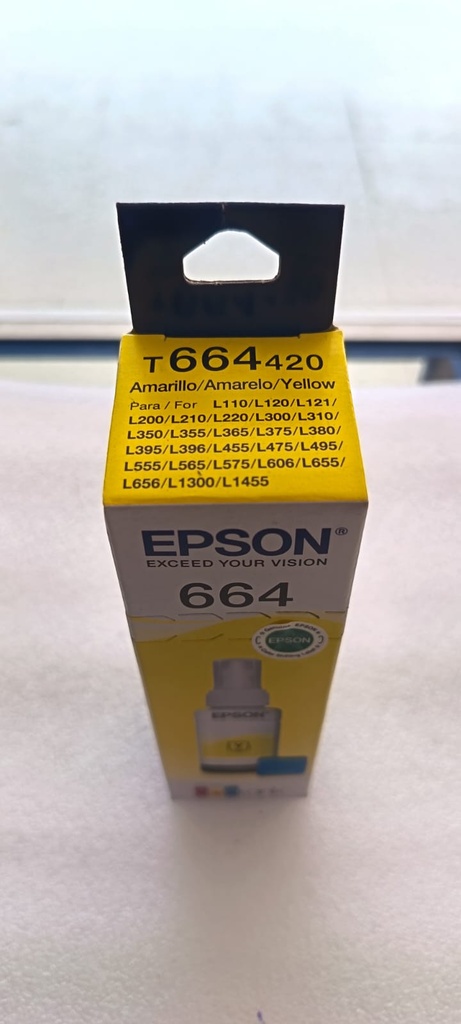 T664420
Amarillo/Amarelo/Yellow
Para / For L110/L120/L121/
L200/L210/L220/L300/L310/
L350/L355/L365/L375/L380/
L395/L396/L455/L475/L495/
L555/L565/L575/L606/L655/
L656/L1300/L1455
EPSON®
EXCEED YOUR VISION
664
EPSON
EPSON
Y